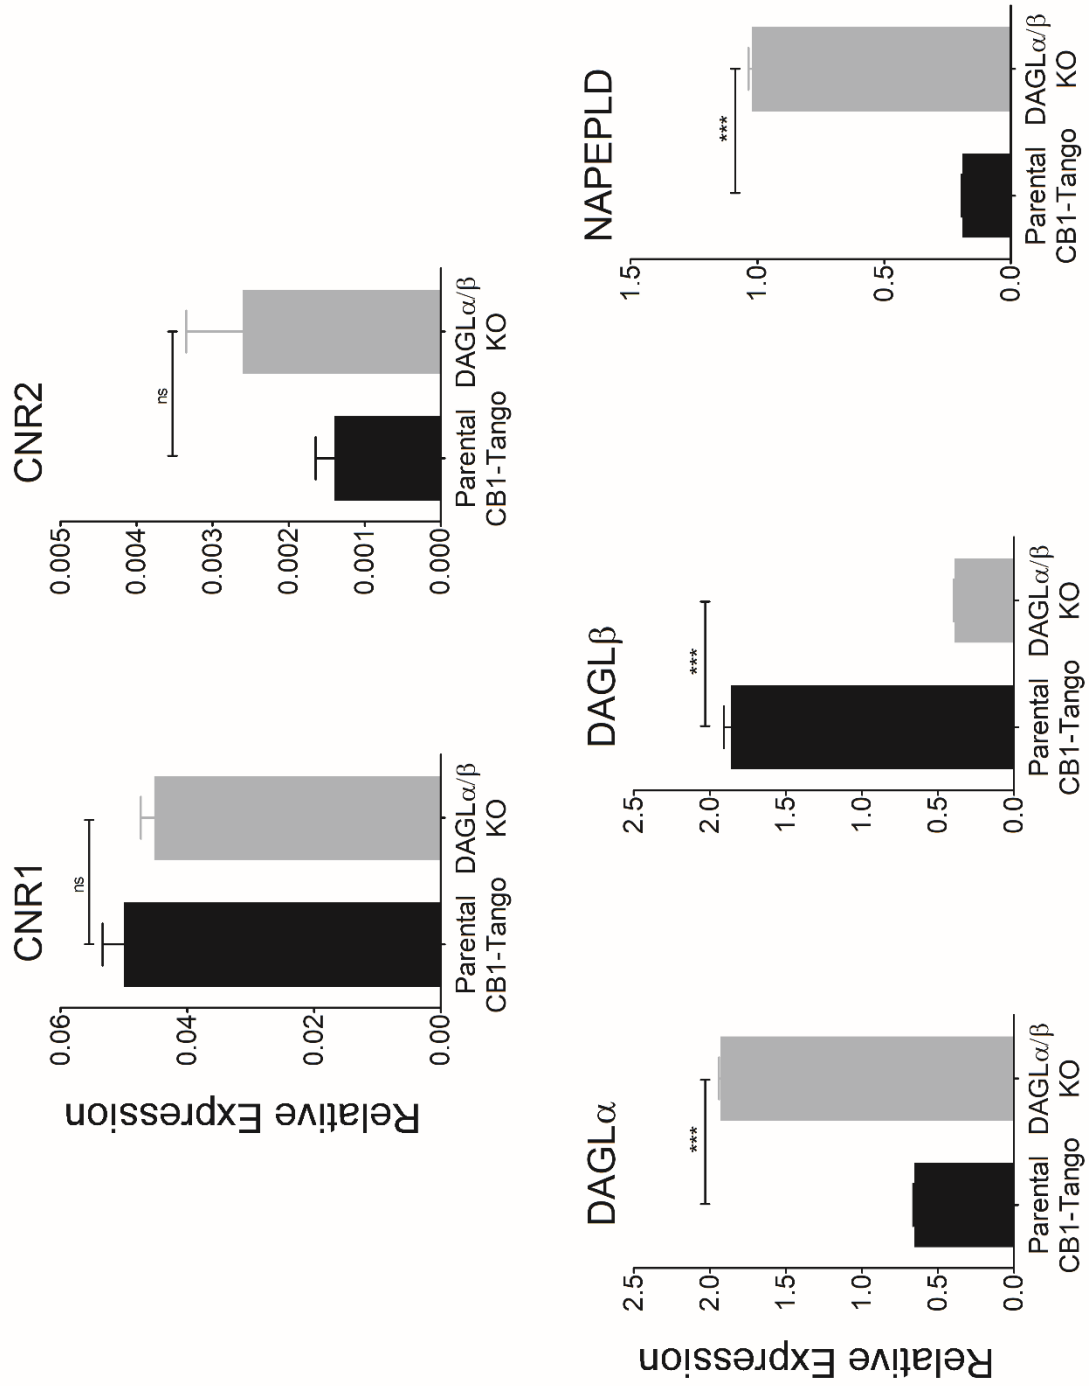 CNR1
Relative Expression
0.06
0.04
0.02
0.00
ns
Parental
CB1-Tango
DAGLα/β
KO
CNR2
0.005
0.004
0.003
0.002
0.001
0.000
ns
Parental
CB1-Tango
DAGLα/β
KO
DAGLα
Relative Expression
2.5
2.0
1.5
1.0
0.5
0.0
***
Parental
CB1-Tango
DAGLα/β
KO
DAGLβ
2.5
2.0
1.5
1.0
0.5
0.0
***
Parental
CB1-Tango
DAGLα/β
KO
NAPEPLD
1.5
1.0
0.5
0.0
***
Parental
CB1-Tango
DAGLα/β
KO